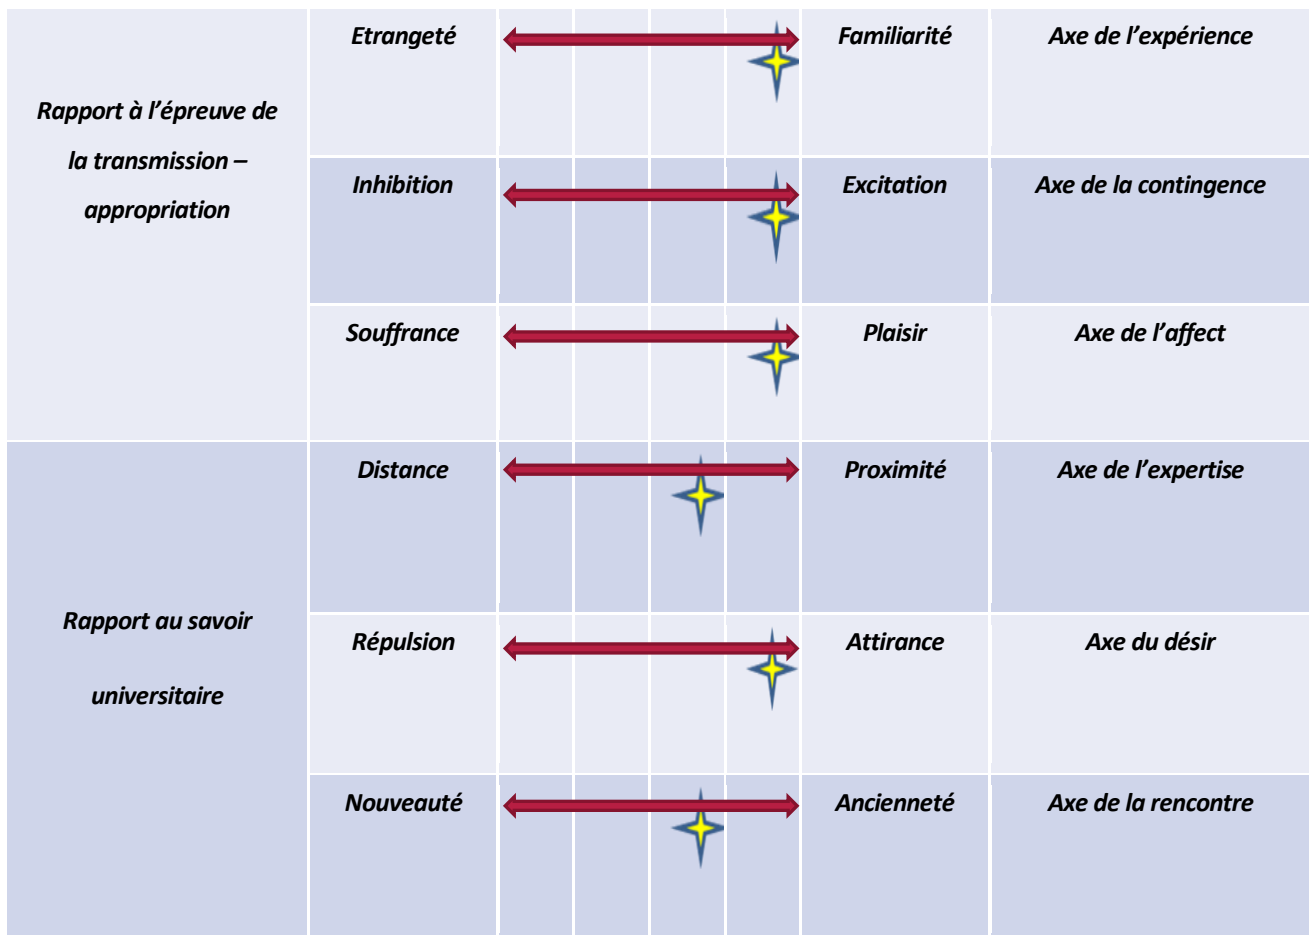 Etrangeté Familiarité Axe de l’expérience
Rapport à l’épreuve de
la transmission –
appropriation
Inhibition Excitation Axe de la contingence
Souffrance Plaisir Axe de l’affect
Distance Proximité Axe de l’expertise
Rapport au savoir
universitaire
Répulsion Attirance Axe du désir
Nouveauté Ancienneté Axe de la rencontre